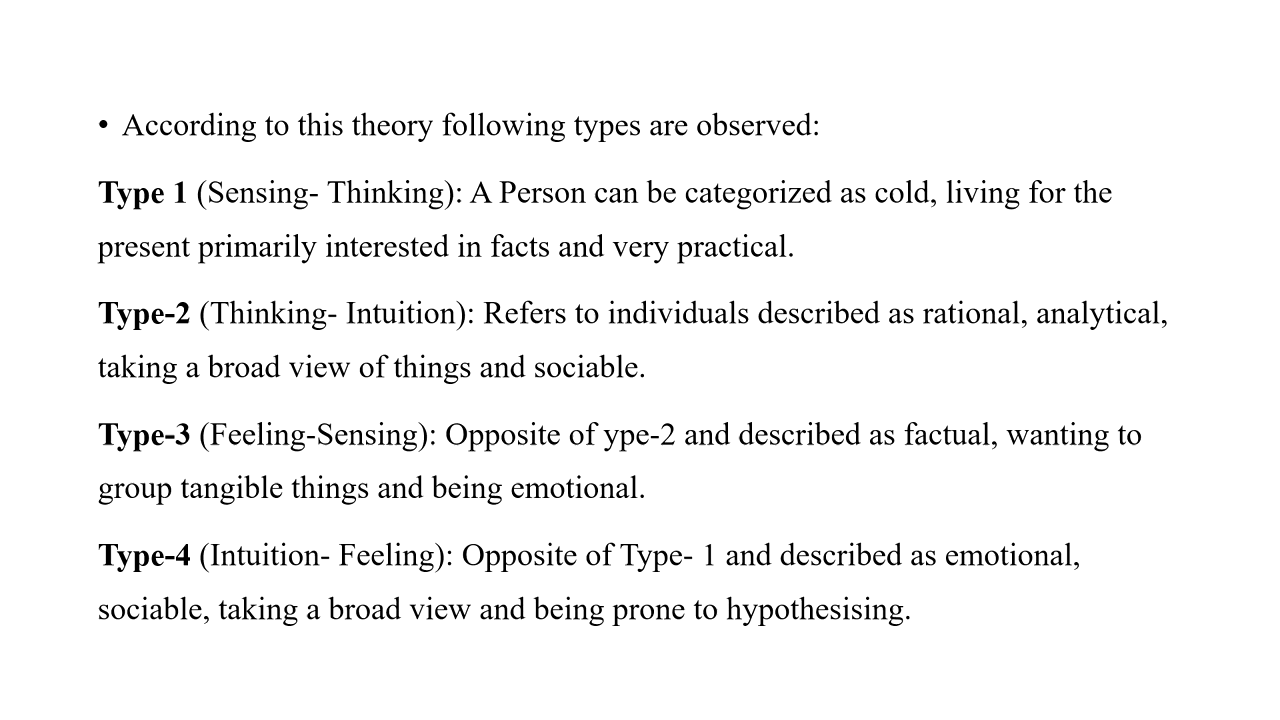 • According to this theory following types are observed:
Type 1 (Sensing- Thinking): A Person can be categorized as cold, living for the
present primarily interested in facts and very practical.
Type-2 (Thinking- Intuition): Refers to individuals described as rational, analytical,
taking a broad view of things and sociable.
Type-3 (Feeling-Sensing): Opposite of ype-2 and described as factual, wanting to
group tangible things and being emotional.
Type-4 (Intuition- Feeling): Opposite of Type- 1 and described as emotional,
sociable, taking a broad view and being prone to hypothesising.